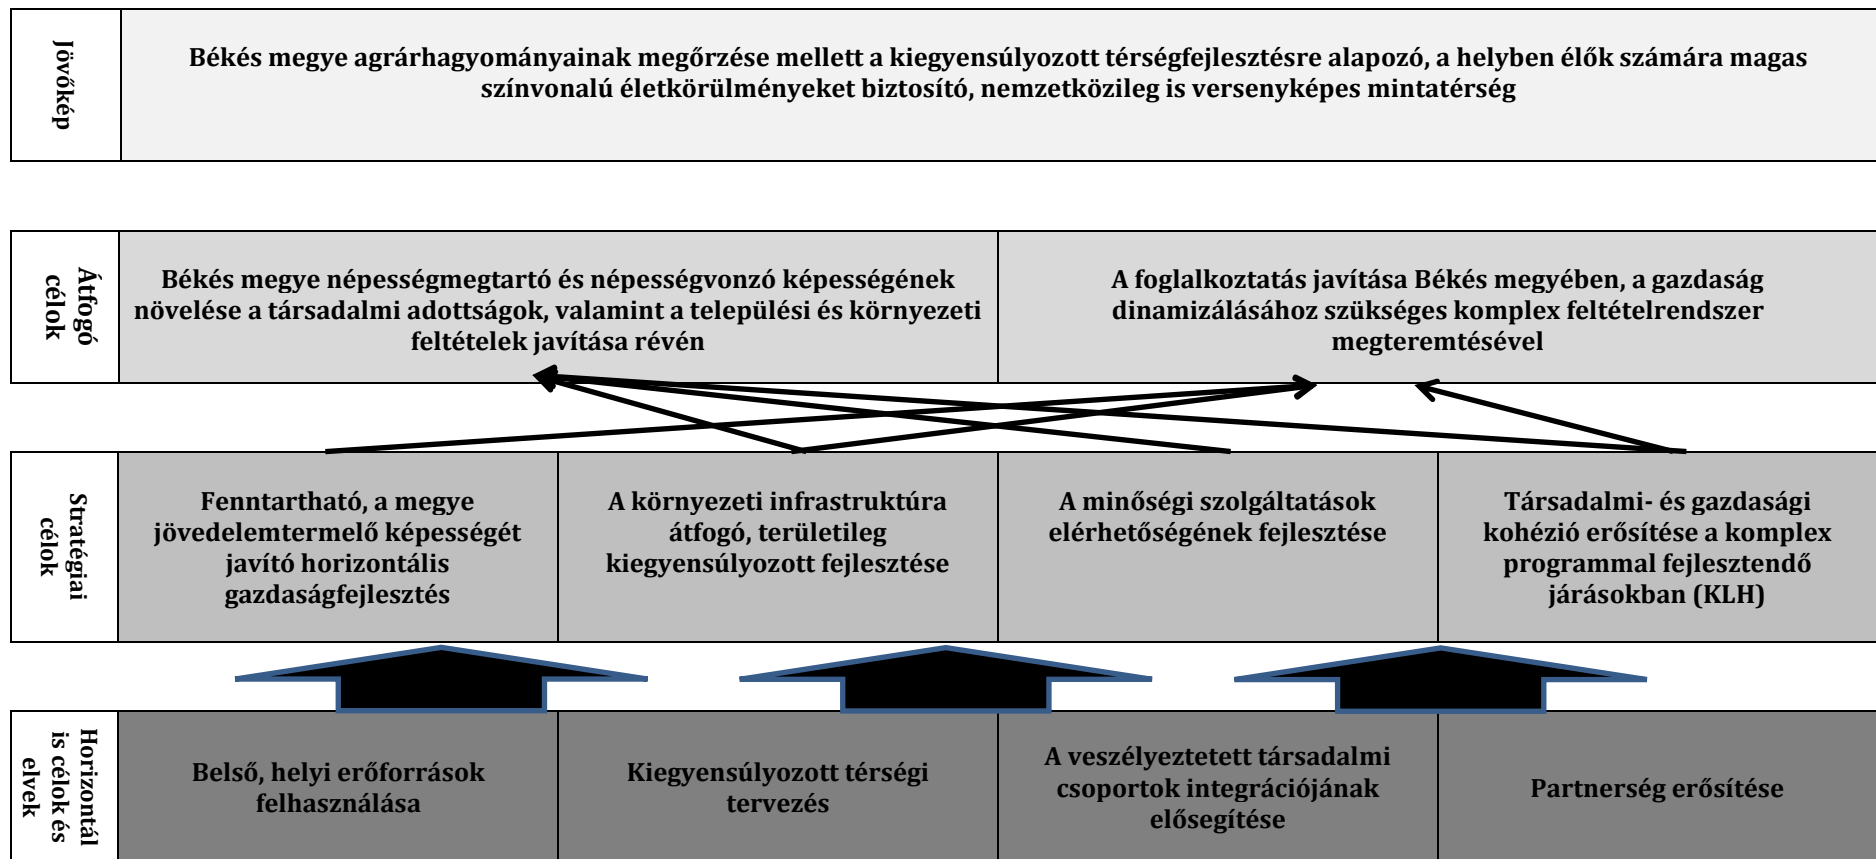 Jövőkép
Békés megye agrárhagyományainak megőrzése mellett a kiegyensúlyozott térségfejlesztésre alapozó, a helyben élők számára magas
színvonalú életkörülményeket biztosító, nemzetközileg is versenyképes mintatérség
Átfogó
célok
Békés megye népességmegtartó és népességvonzó képességének
növelése a társadalmi adottságok, valamint a települési és környezeti
feltételek javítása révén
A foglalkoztatás javítása Békés megyében, a gazdaság
dinamizálásához szükséges komplex feltételrendszer
megteremtésével
Stratégiai
célok
Fenntartható, a megye
jövedelemtermelő képességét
javító horizontális
gazdaságfejlesztés
A környezeti infrastruktúra
átfogó, területileg
kiegyensúlyozott fejlesztése
A minőségi szolgáltatások
elérhetőségének fejlesztése
Társadalmi- és gazdasági
kohézió erősítése a komplex
programmal fejlesztendő
járásokban (KLH)
Horizontál
is célok és
elvek
Belső, helyi erőforrások
felhasználása
Kiegyensúlyozott térségi
tervezés
A veszélyeztetett társadalmi
csoportok integrációjának
elősegítése
Partnerség erősítése